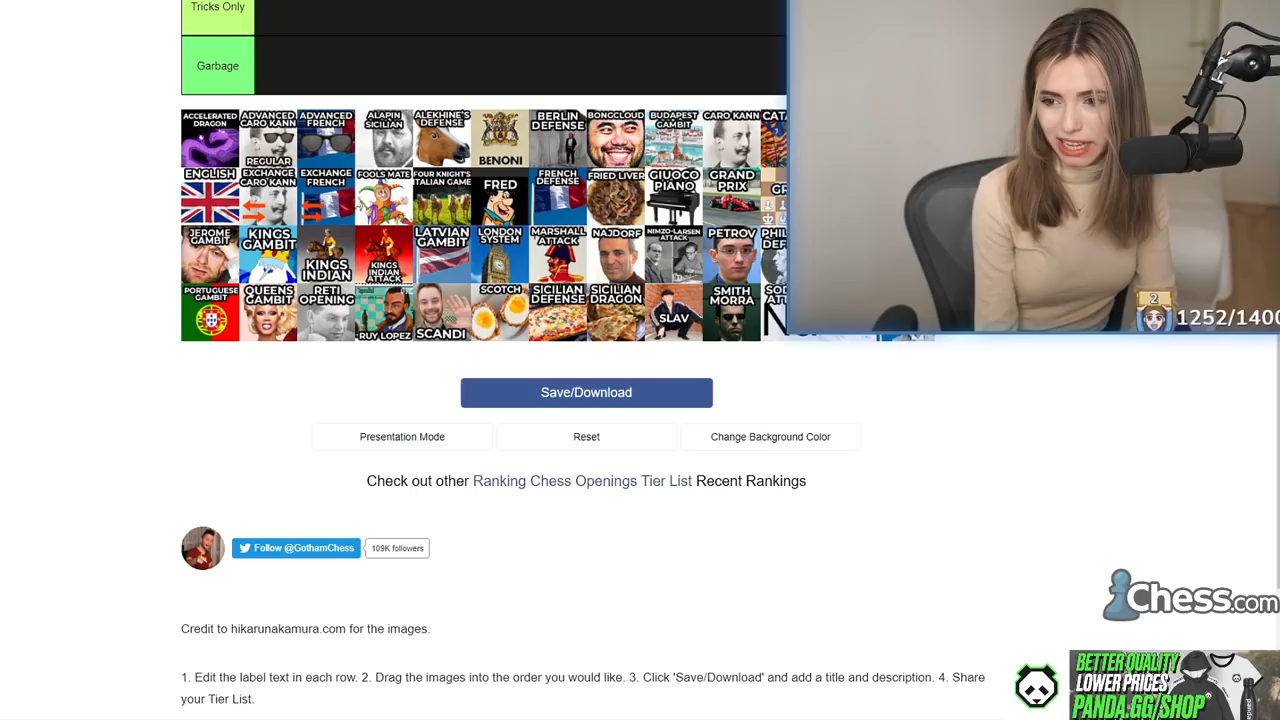 Tricks Only
Garbage
ACCELERATED DRAGON
ADVANCED CARO KANN REGULAR
ADVANCED FRENCH
ALAPIN SICILIAN
ALEKHINE'S DEFENSE
BENONI
BERLIN DEFENSE
BONGCLOUD
BUDAPEST GAMBIT
CARO KANN
ENGLISH
EXCHANGE CARO KANN
EXCHANGE FRENCH
FOOLS MATE
FOUR KNIGHT'S ITALIAN GAME
FRED
FRENCH DEFENSE
FRIED LIVER
GIUOCO PIANO
GRAND PRIX
JEROME GAMBIT
KINGS GAMBIT
KINGS INDIAN
KINGS INDIAN ATTACK
LATVIAN GAMBIT
LONDON SYSTEM
MARSHALL ATTACK
NAJDORF
NIMZO-LARSEN ATTACK
PETROV
PORTUGUESE GAMBIT
QUEENS GAMBIT
RETI OPENING
RUY LOPEZ
SCANDI
SCOTCH
SICILIAN DEFENSE
SICILIAN DRAGON
SLAV
SMITH MORRA
2
1252/1400
Save/Download
Presentation Mode
Reset
Change Background Color
Check out other Ranking Chess Openings Tier List Recent Rankings
Follow @GothamChess
109K followers
Chess.com
Credit to hikarunakamura.com for the images.
1. Edit the label text in each row. 2. Drag the images into the order you would like. 3. Click 'Save/Download' and add a title and description. 4. Share
your Tier List.
BETTER QUALITY
LOWER PRICES
PANDA.GG/SHOP